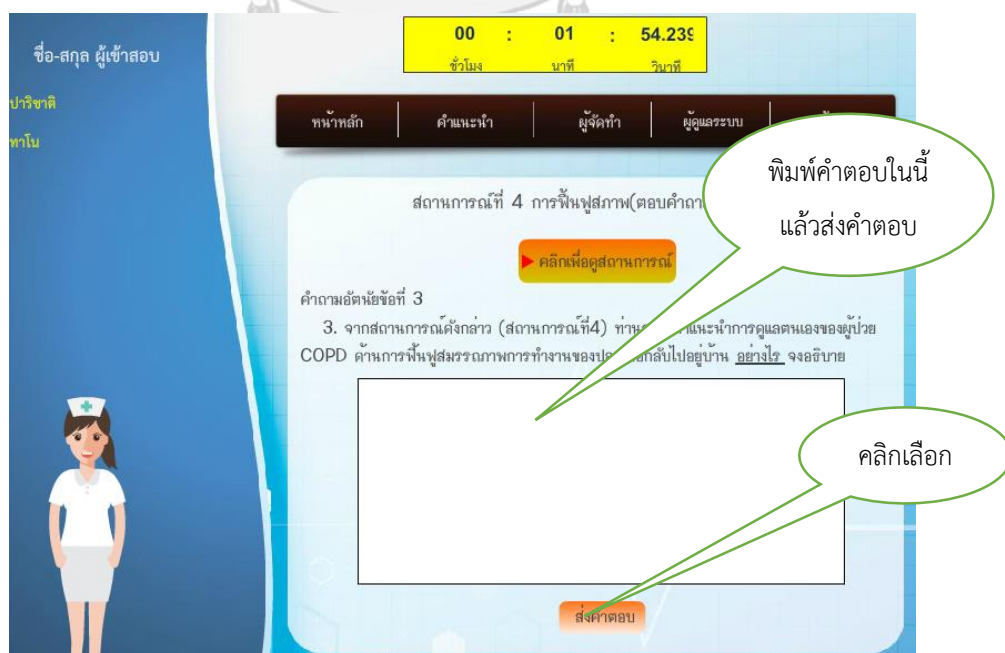 00 : 01 : 54.239
ชั่วโมง นาที วินาที
ชื่อ-สกุล ผู้เข้าสอบ
ปาริชาติ
ทาโน
หน้าหลัก คำแนะนำ ผู้จัดทำ ผู้ดูแลระบบ
พิมพ์คำตอบในนี้
แล้วส่งคำตอบ
สถานการณ์ที่ 4 การฟื้นฟูสภาพ(ตอบคำถา
คลิกเพื่อดูสถานการณ์
คำถามอัตนัยข้อที่ 3
3. จากสถานการณ์ดังกล่าว (สถานการณ์ที่4) ท่าน แนะนำการดูแลตนเองของผู้ป่วย
COPD ด้านการฟื้นฟูสมรรถภาพการทำงานของ กลับไปอยู่บ้าน อย่างไร จงอธิบาย
คลิกเลือก
ส่งคำตอบ